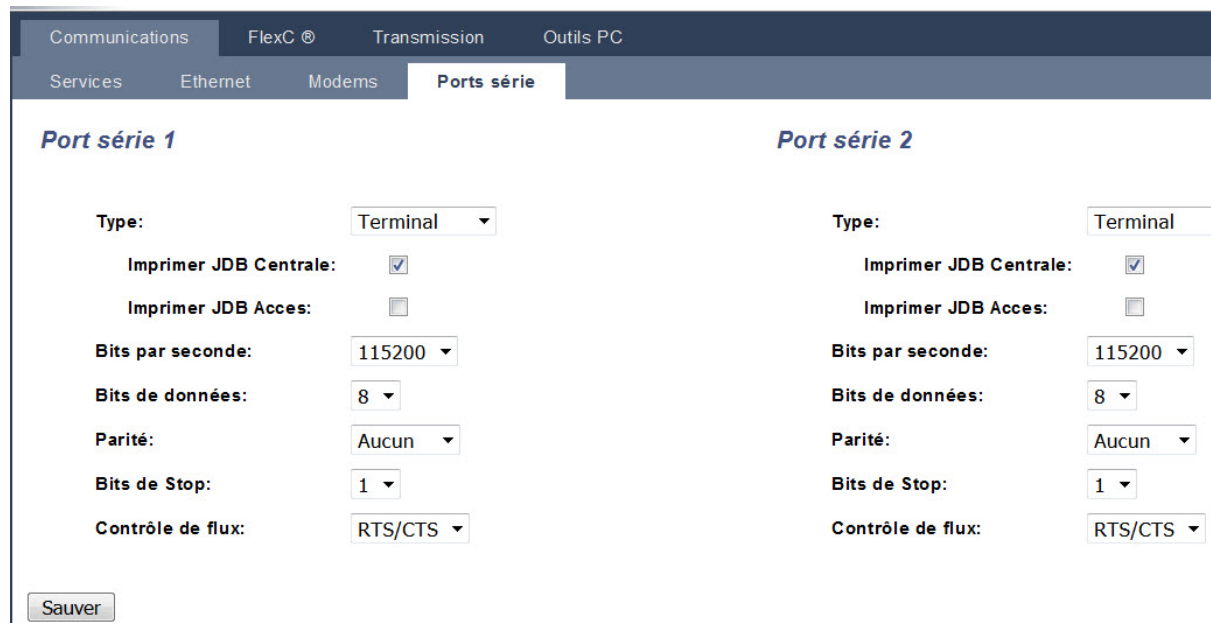 Communications FlexC ® Transmission Outils PC
Services Ethernet Modems Ports série
Port série 1 Port série 2
Type: Terminal Type: Terminal
Imprimer JDB Centrale: Imprimer JDB Centrale:
Imprimer JDB Acces: Imprimer JDB Acces:
Bits par seconde: 115200 Bits par seconde: 115200
Bits de données: 8 Bits de données: 8
Parité: Aucun Parité: Aucun
Bits de Stop: 1 Bits de Stop: 1
Contrôle de flux: RTS/CTS Contrôle de flux: RTS/CTS
Sauver